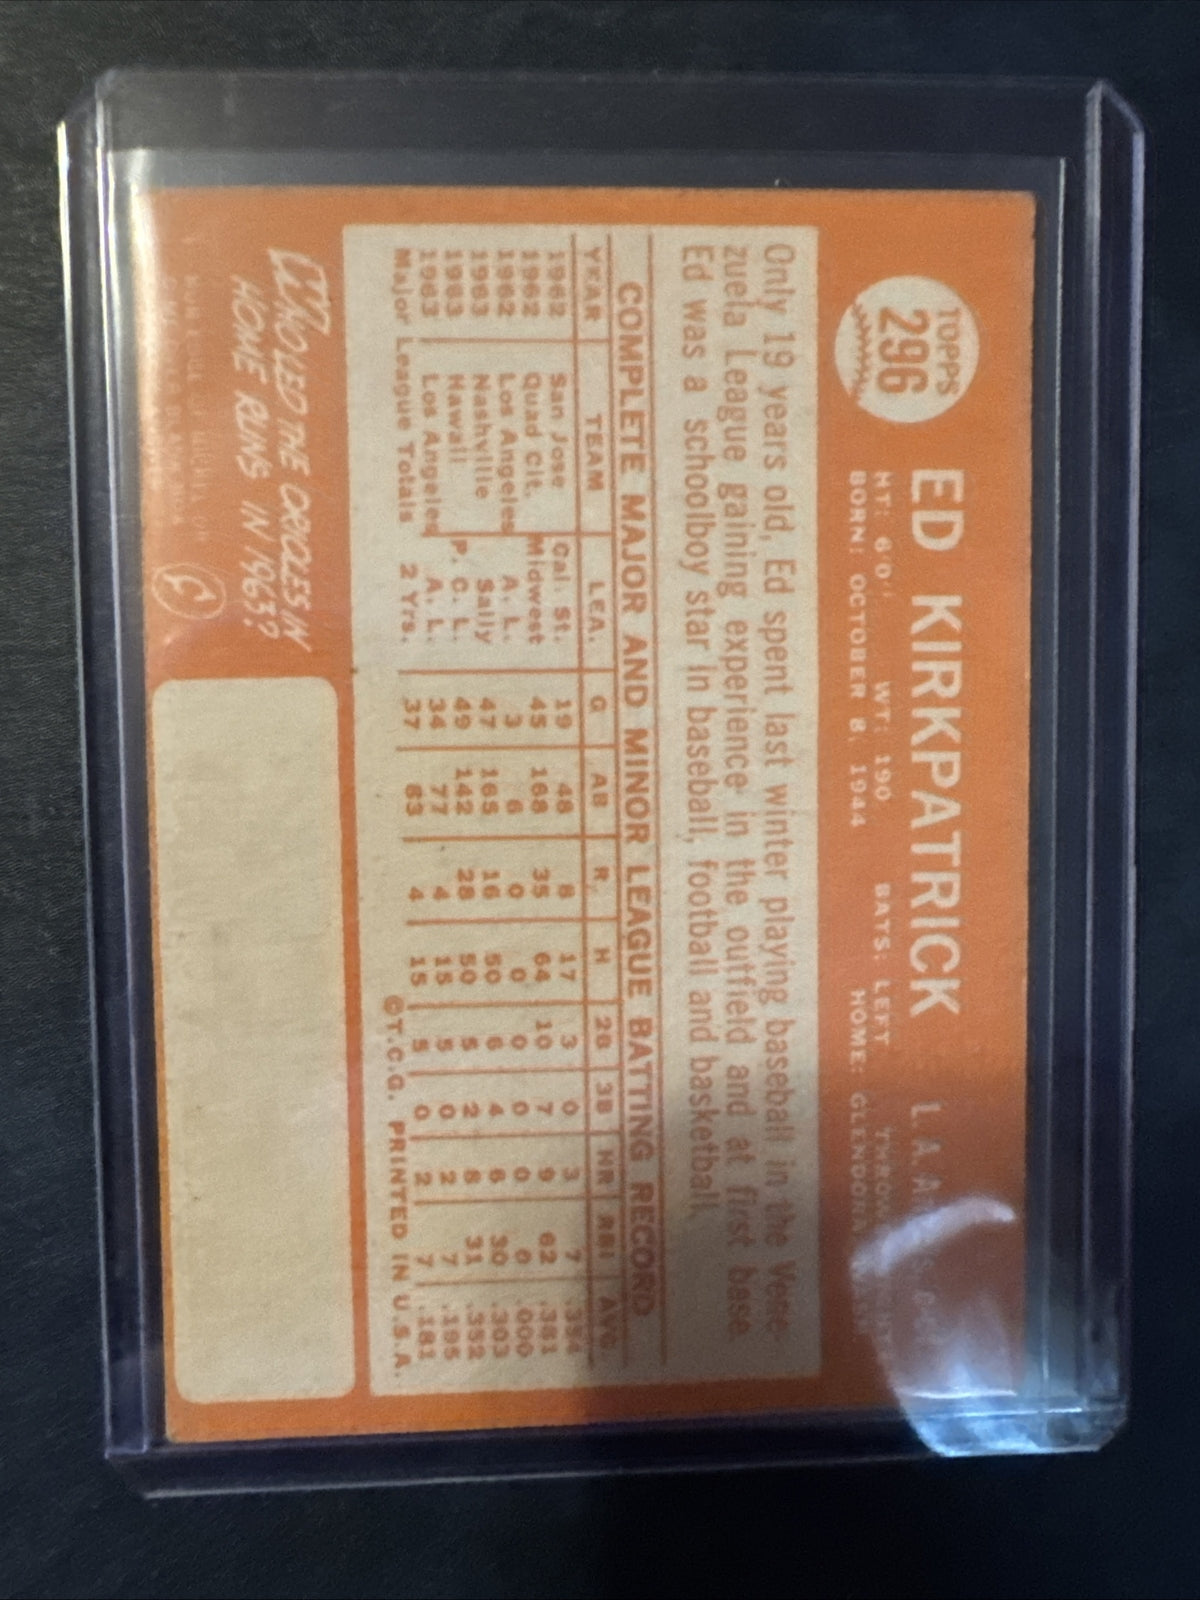 TOPPS
296
ED KIRKPATRICK L.A.
HT: 6'0" WT: 190 BATS: LEFT
BORN: OCTOBER 8, 1944 HOME: GLENDORA
Only 19 years old, Ed spent last winter playing baseball in the Vene-
zuela League gaining experience in the outfield and at first base.
Ed was a schoolboy star in baseball, football and basketball.
COMPLETE MAJOR AND MINOR LEAGUE BATTING RECORD
YEAR TEAM LEA. G AB R H 2B 3B HR RBI AVG.
1962 San Jose Cal. St. 19 48 8 17 3 0 3 7 .354
1962 Quad Cit. Midwest 45 168 35 64 10 7 9 62 .381
1962 Los Angeles A. L. 3 6 0 0 0 0 0 0 .000
1963 Nashville Sally 47 165 16 50 6 4 6 30 .303
1963 Hawaii P. C. L. 49 142 28 50 5 2 8 31 .352
1963 Los Angeles A. L. 34 77 4 15 5 0 2 7 .195
Major League Totals 2 Yrs. 37 83 4 15 5 0 2 7 .181
©T.C.G. PRINTED IN U.S.A.
WHO LED THE ORIOLES IN
HOME RUNS IN 1963?